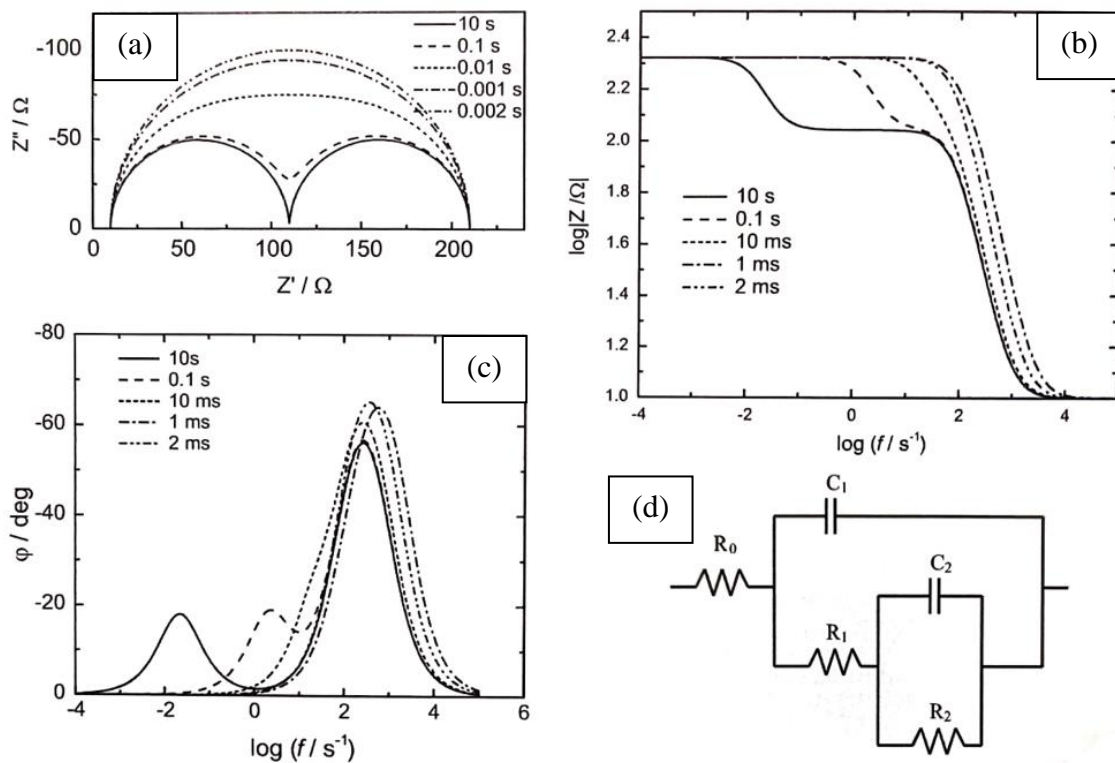 (a)
10 s
0.1 s
0.01 s
0.001 s
0.002 s
-100
-50
0
Z'' / Ω
0 50 100 150 200
Z' / Ω
(b)
2.4
2.2
2.0
1.8
1.6
1.4
1.2
1.0
log|Z /Ω|
10 s
0.1 s
10 ms
1 ms
2 ms
-4 -2 0 2 4
log (f / s⁻¹)
(c)
-80
-60
-40
-20
0
φ / deg
10s
0.1 s
10 ms
1 ms
2 ms
-4 -2 0 2 4 6
log (f / s⁻¹)
(d)
C₁
R₀
C₂
R₁
R₂